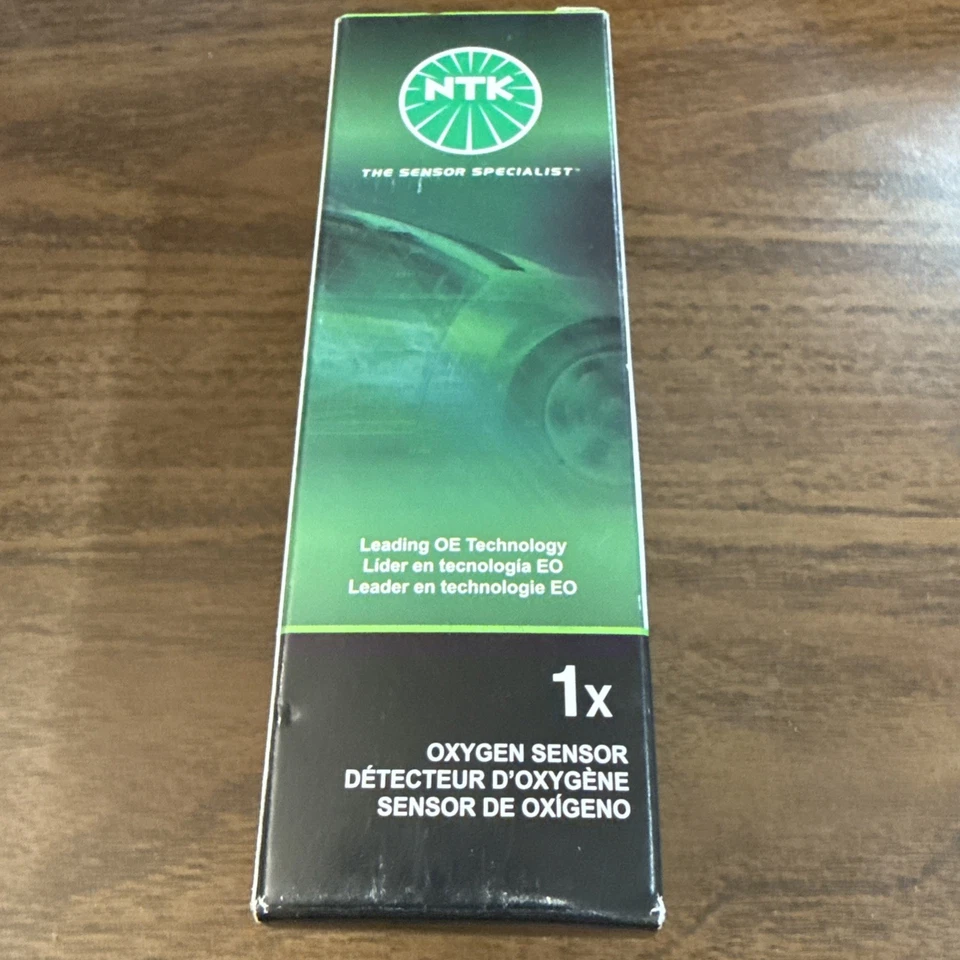 NTK
THE SENSOR SPECIALIST™
Leading OE Technology
Líder en tecnología EO
Leader en technologie EO
1x
OXYGEN SENSOR
DÉTECTEUR D'OXYGÈNE
SENSOR DE OXÍGENO